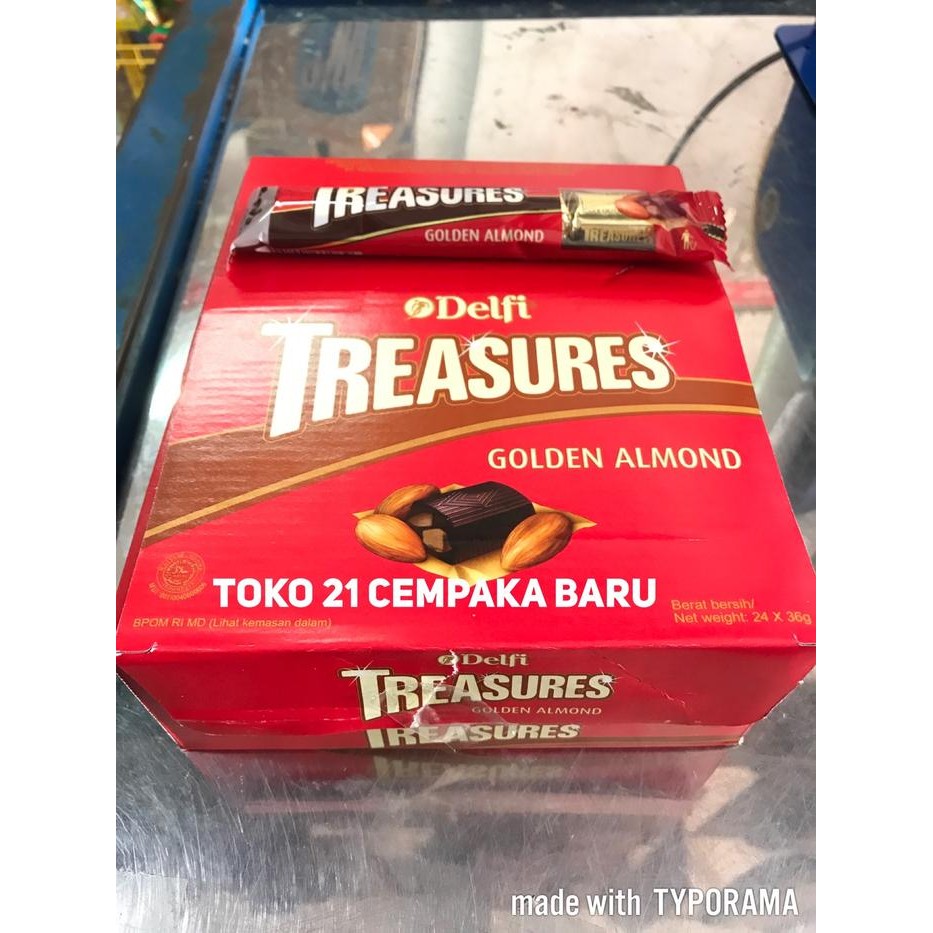 TREASURES
GOLDEN ALMOND
TREASURES
Delfi
TREASURES
GOLDEN ALMOND
TOKO 21 CEMPAKA BARU
BPOM RI MD (Lihat kemasan dalam)
Berat bersih/
Net weight: 24 X 36g
Delfi
TREASURES
GOLDEN ALMOND
TREASURES
made with TYPORAMA